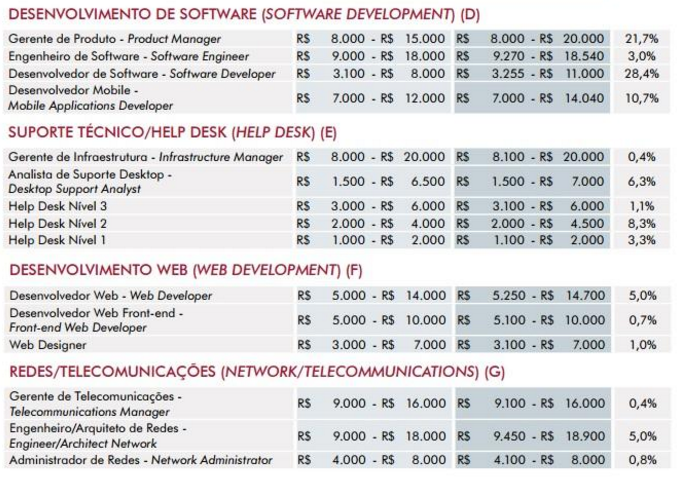 DESENVOLVIMENTO DE SOFTWARE (SOFTWARE DEVELOPMENT) (D)
Gerente de Produto - Product Manager R$ 8.000 - R$ 15.000 R$ 8.000 - R$ 20.000 21,7%
Engenheiro de Software - Software Engineer R$ 9.000 - R$ 18.000 R$ 9.270 - R$ 18.540 3,0%
Desenvolvedor de Software - Software Developer R$ 3.100 - R$ 8.000 R$ 3.255 - R$ 11.000 28,4%
Desenvolvedor Mobile -
Mobile Applications Developer R$ 7.000 - R$ 12.000 R$ 7.000 - R$ 14.040 10,7%
SUPORTE TÉCNICO/HELP DESK (HELP DESK) (E)
Gerente de Infraestrutura - Infrastructure Manager R$ 8.000 - R$ 20.000 R$ 8.100 - R$ 20.000 0,4%
Analista de Suporte Desktop -
Desktop Support Analyst R$ 1.500 - R$ 6.500 R$ 1.500 - R$ 7.000 6,3%
Help Desk Nível 3 R$ 3.000 - R$ 6.000 R$ 3.100 - R$ 6.000 1,1%
Help Desk Nível 2 R$ 2.000 - R$ 4.000 R$ 2.000 - R$ 4.500 8,3%
Help Desk Nível 1 R$ 1.000 - R$ 2.000 R$ 1.100 - R$ 2.000 3,3%
DESENVOLVIMENTO WEB (WEB DEVELOPMENT) (F)
Desenvolvedor Web - Web Developer R$ 5.000 - R$ 14.000 R$ 5.250 - R$ 14.700 5,0%
Desenvolvedor Web Front-end -
Front-end Web Developer R$ 5.000 - R$ 10.000 R$ 5.100 - R$ 10.000 0,7%
Web Designer R$ 3.000 - R$ 7.000 R$ 3.100 - R$ 7.000 1,0%
REDES/TELECOMUNICAÇÕES (NETWORK/TELECOMMUNICATIONS) (G)
Gerente de Telecomunicações -
Telecommunications Manager R$ 9.000 - R$ 16.000 R$ 9.100 - R$ 16.000 0,4%
Engenheiro/Arquiteto de Redes -
Engineer/Architect Network R$ 9.000 - R$ 18.000 R$ 9.450 - R$ 18.900 5,0%
Administrador de Redes - Network Administrator R$ 4.000 - R$ 8.000 R$ 4.100 - R$ 8.000 0,8%